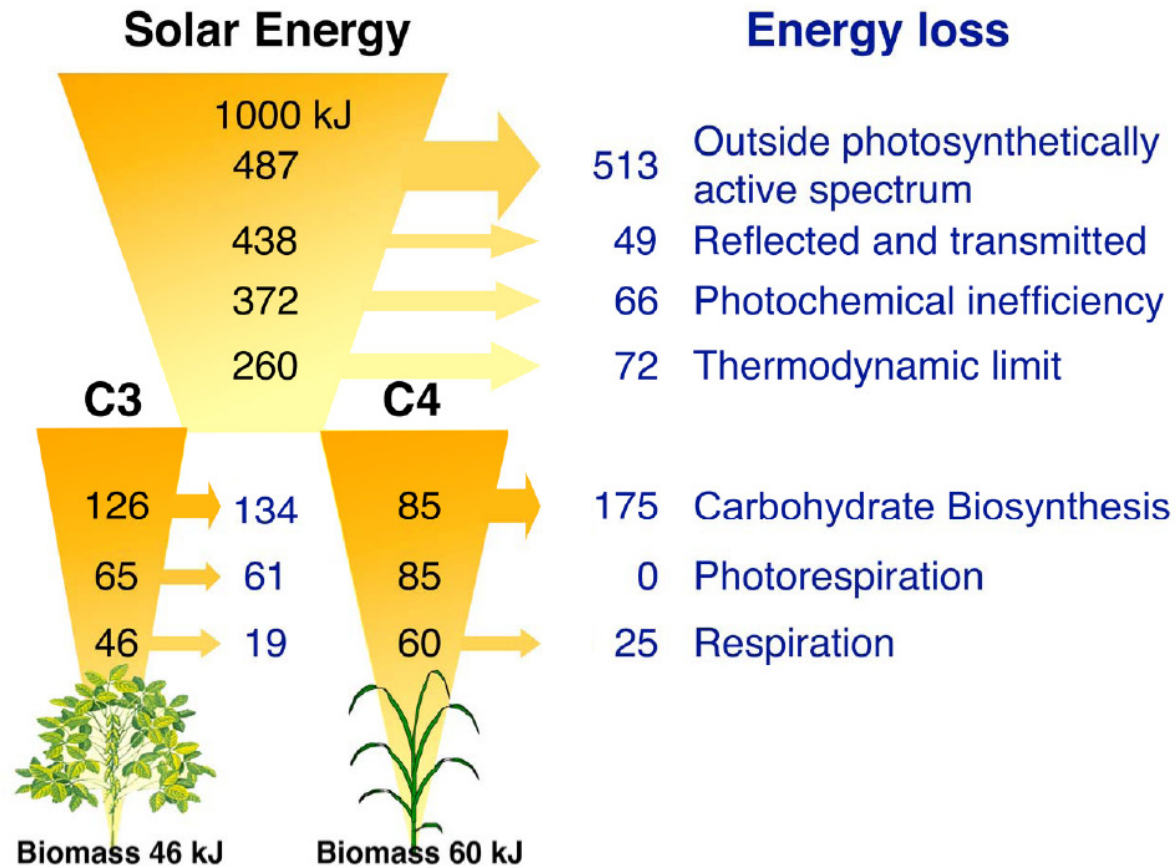 Solar Energy
Energy loss
1000 kJ
487
513
Outside photosynthetically
active spectrum
438
49 Reflected and transmitted
372
66 Photochemical inefficiency
260
72 Thermodynamic limit
C3
C4
126 134 85 175 Carbohydrate Biosynthesis
65 61 85 0 Photorespiration
46 19 60 25 Respiration
Biomass 46 kJ
Biomass 60 kJ